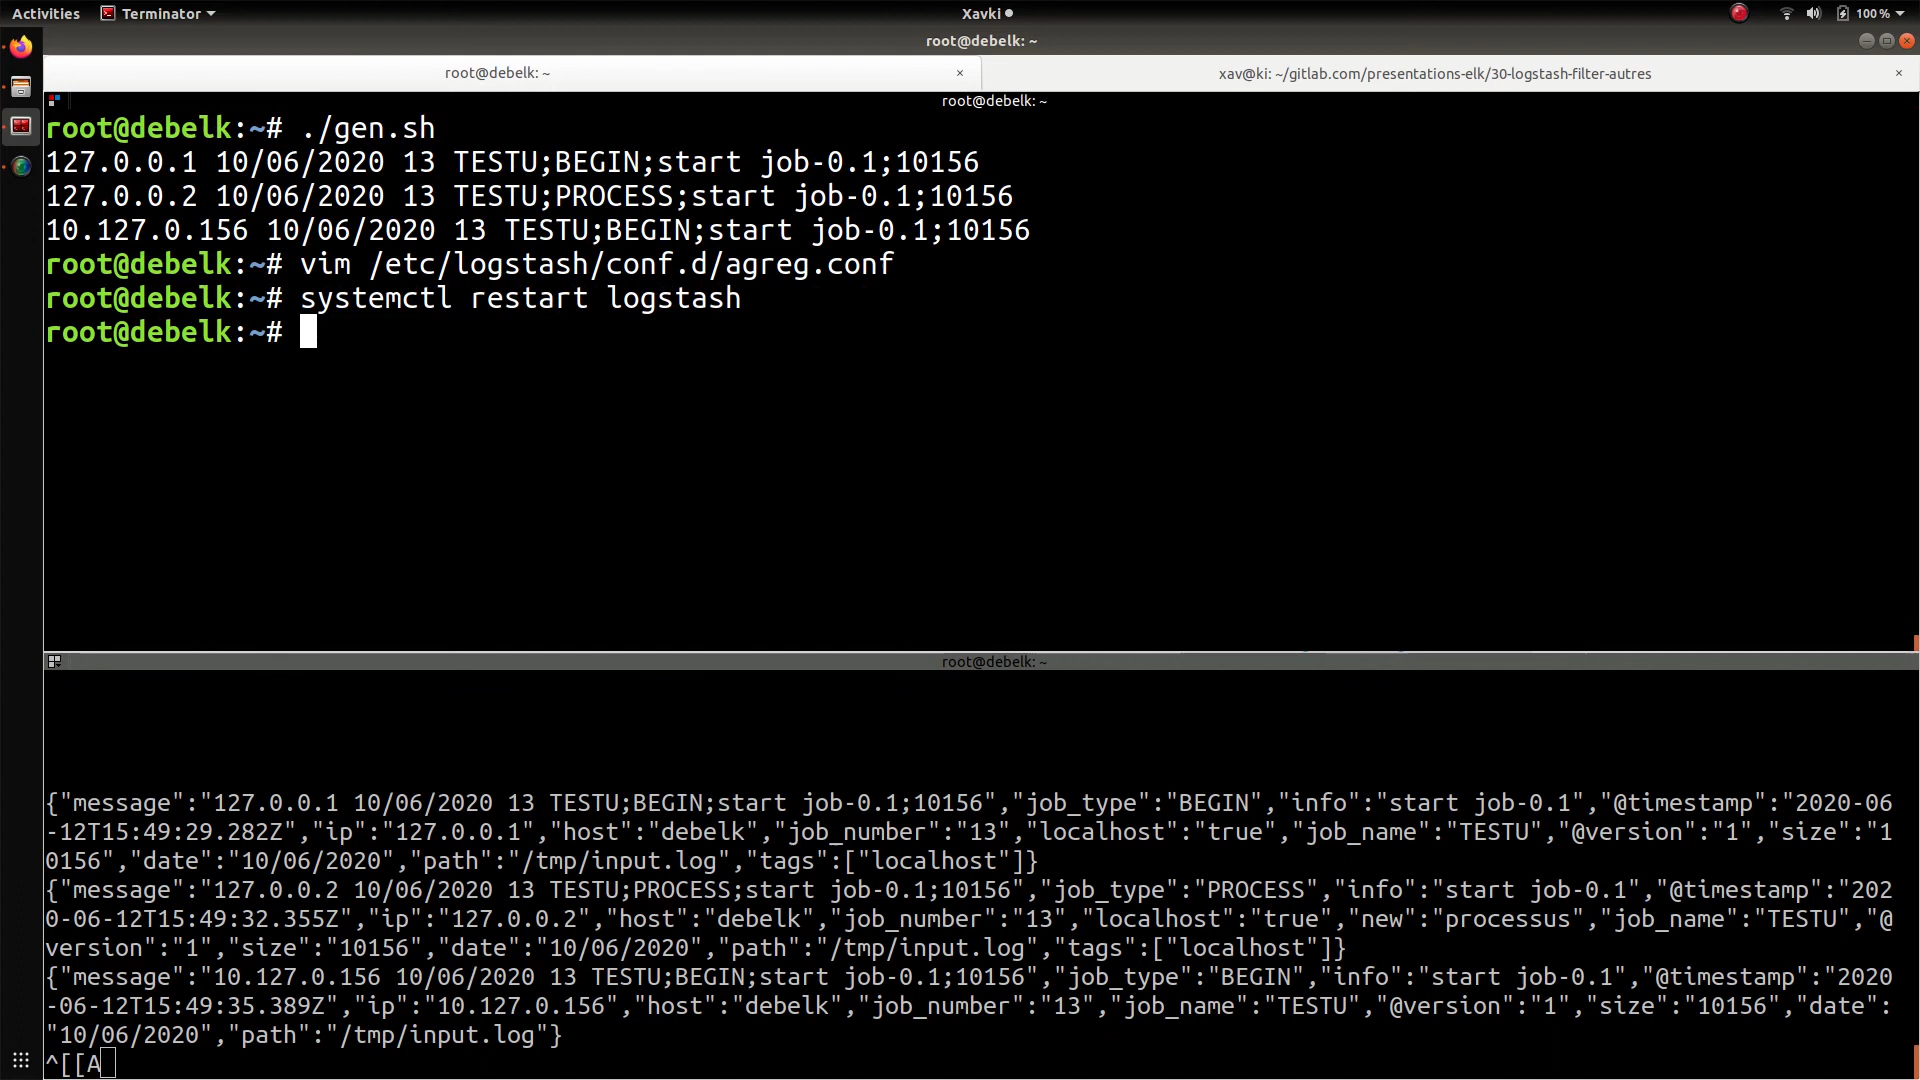 Activities
Terminator
Xavki
100 %
root@debelk: ~
root@debelk: ~
×
xav@ki: ~/gitlab.com/presentations-elk/30-logstash-filter-autres
×
root@debelk: ~
root@debelk:~# ./gen.sh
127.0.0.1 10/06/2020 13 TESTU;BEGIN;start job-0.1;10156
127.0.0.2 10/06/2020 13 TESTU;PROCESS;start job-0.1;10156
10.127.0.156 10/06/2020 13 TESTU;BEGIN;start job-0.1;10156
root@debelk:~# vim /etc/logstash/conf.d/agreg.conf
root@debelk:~# systemctl restart logstash
root@debelk:~#
root@debelk: ~
{"message":"127.0.0.1 10/06/2020 13 TESTU;BEGIN;start job-0.1;10156","job_type":"BEGIN","info":"start job-0.1","@timestamp":"2020-06
-12T15:49:29.282Z","ip":"127.0.0.1","host":"debelk","job_number":"13","localhost":"true","job_name":"TESTU","@version":"1","size":"1
0156","date":"10/06/2020","path":"/tmp/input.log","tags":["localhost"]}
{"message":"127.0.0.2 10/06/2020 13 TESTU;PROCESS;start job-0.1;10156","job_type":"PROCESS","info":"start job-0.1","@timestamp":"202
0-06-12T15:49:32.355Z","ip":"127.0.0.2","host":"debelk","job_number":"13","localhost":"true","new":"processus","job_name":"TESTU","@
version":"1","size":"10156","date":"10/06/2020","path":"/tmp/input.log","tags":["localhost"]}
{"message":"10.127.0.156 10/06/2020 13 TESTU;BEGIN;start job-0.1;10156","job_type":"BEGIN","info":"start job-0.1","@timestamp":"2020
-06-12T15:49:35.389Z","ip":"10.127.0.156","host":"debelk","job_number":"13","job_name":"TESTU","@version":"1","size":"10156","date":
"10/06/2020","path":"/tmp/input.log"}
^[[A